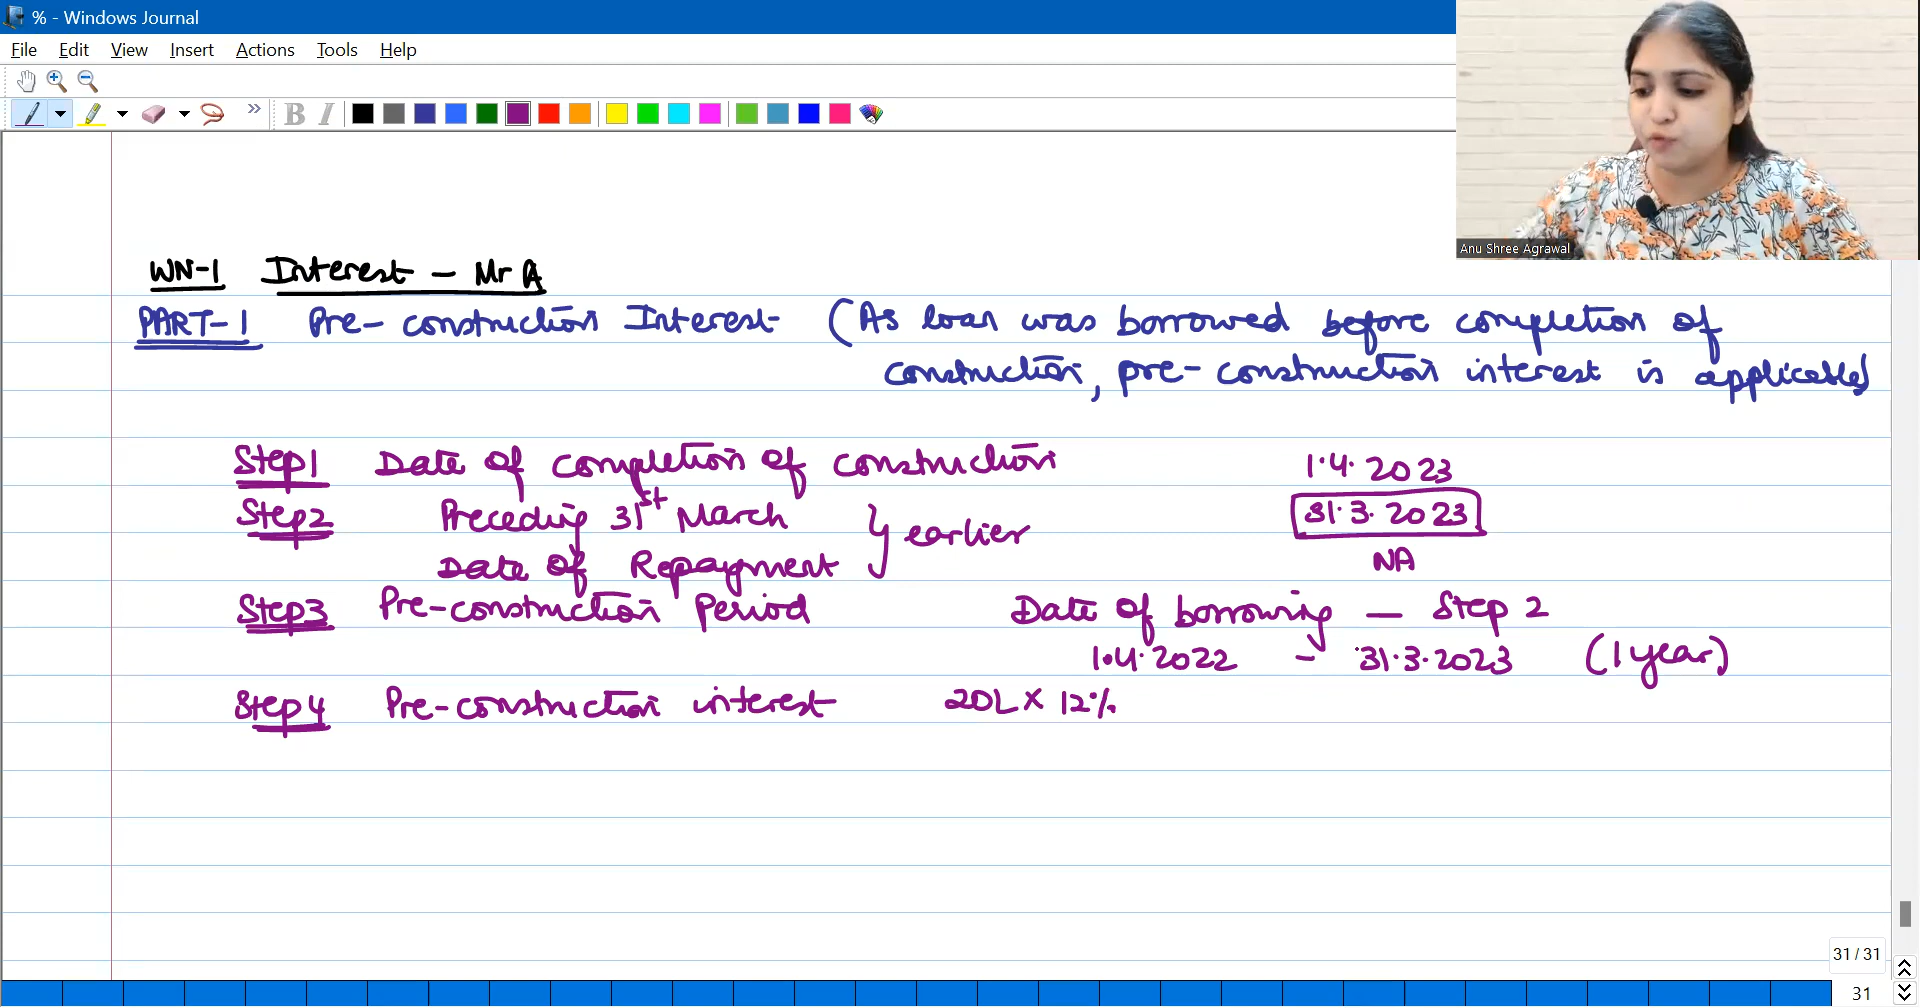 % - Windows Journal
File Edit View Insert Actions Tools Help
B I
Anu Shree Agrawal
WN-1 Interest - Mr A
PART-1 Pre-construction Interest (As loan was borrowed before completion of
construction, pre-construction interest is applicable)
Step1 Date of completion of construction 1.4.2023
Step2 Preceding 31st March } earlier 31.3.2023
Date of Repayment NA
Step3 Pre-construction Period Date of borrowing - Step 2
1.4.2022 - 31.3.2023 (1 year)
Step4 Pre-construction interest 20L x 12%
31 / 31
31